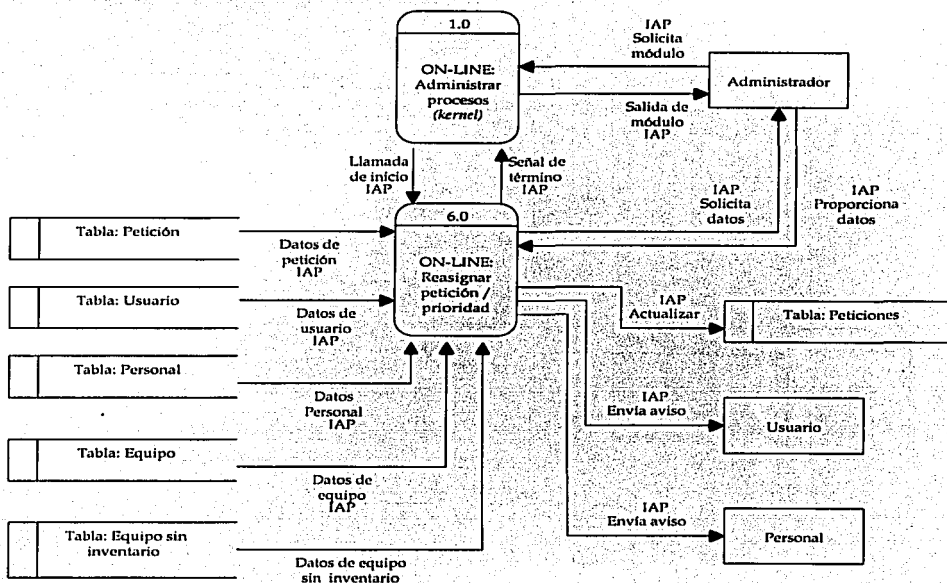 1.0
ON-LINE:
Administrar
procesos
(kernel)
IAP
Solicita
módulo
Administrador
Salida de
módulo
IAP
Llamada
de inicio
IAP
Señal de
término
IAP
IAP
Solicita
datos
IAP
Proporciona
datos
6.0
ON-LINE:
Reasignar
petición /
prioridad
Tabla: Petición
Datos de
petición
IAP
Tabla: Usuario
Datos de
usuario
IAP
Tabla: Personal
Datos
Personal
IAP
Tabla: Equipo
Datos de
equipo
IAP
Tabla: Equipo sin
inventario
Datos de equipo
sin inventario
IAP
Actualizar
Tabla: Peticiones
IAP
Envía aviso
Usuario
IAP
Envía aviso
Personal